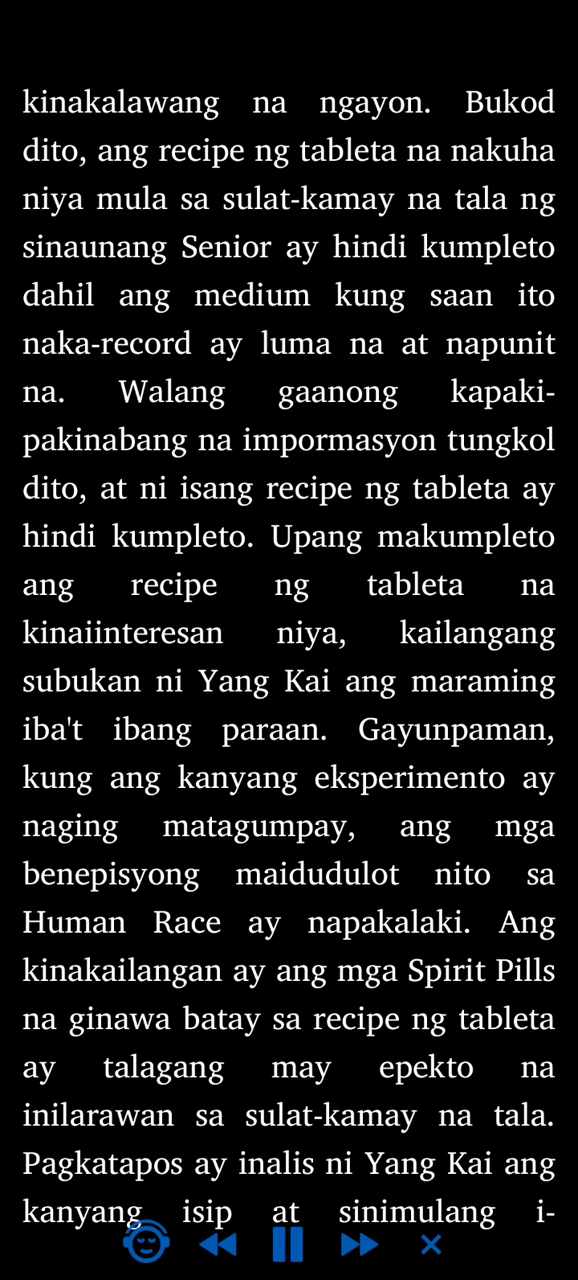 kinakalawang na ngayon. Bukod
dito, ang recipe ng tableta na nakuha
niya mula sa sulat-kamay na tala ng
sinaunang Senior ay hindi kumpleto
dahil ang medium kung saan ito
naka-record ay luma na at napunit
na. Walang gaanong kapaki-
pakinabang na impormasyon tungkol
dito, at ni isang recipe ng tableta ay
hindi kumpleto. Upang makumpleto
ang recipe ng tableta na
kinaiinteresan niya, kailangang
subukan ni Yang Kai ang maraming
iba't ibang paraan. Gayunpaman,
kung ang kanyang eksperimento ay
naging matagumpay, ang mga
benepisyong maidudulot nito sa
Human Race ay napakalaki. Ang
kinakailangan ay ang mga Spirit Pills
na ginawa batay sa recipe ng tableta
ay talagang may epekto na
inilarawan sa sulat-kamay na tala.
Pagkatapos ay inalis ni Yang Kai ang
kanyang isip at sinimulang i-